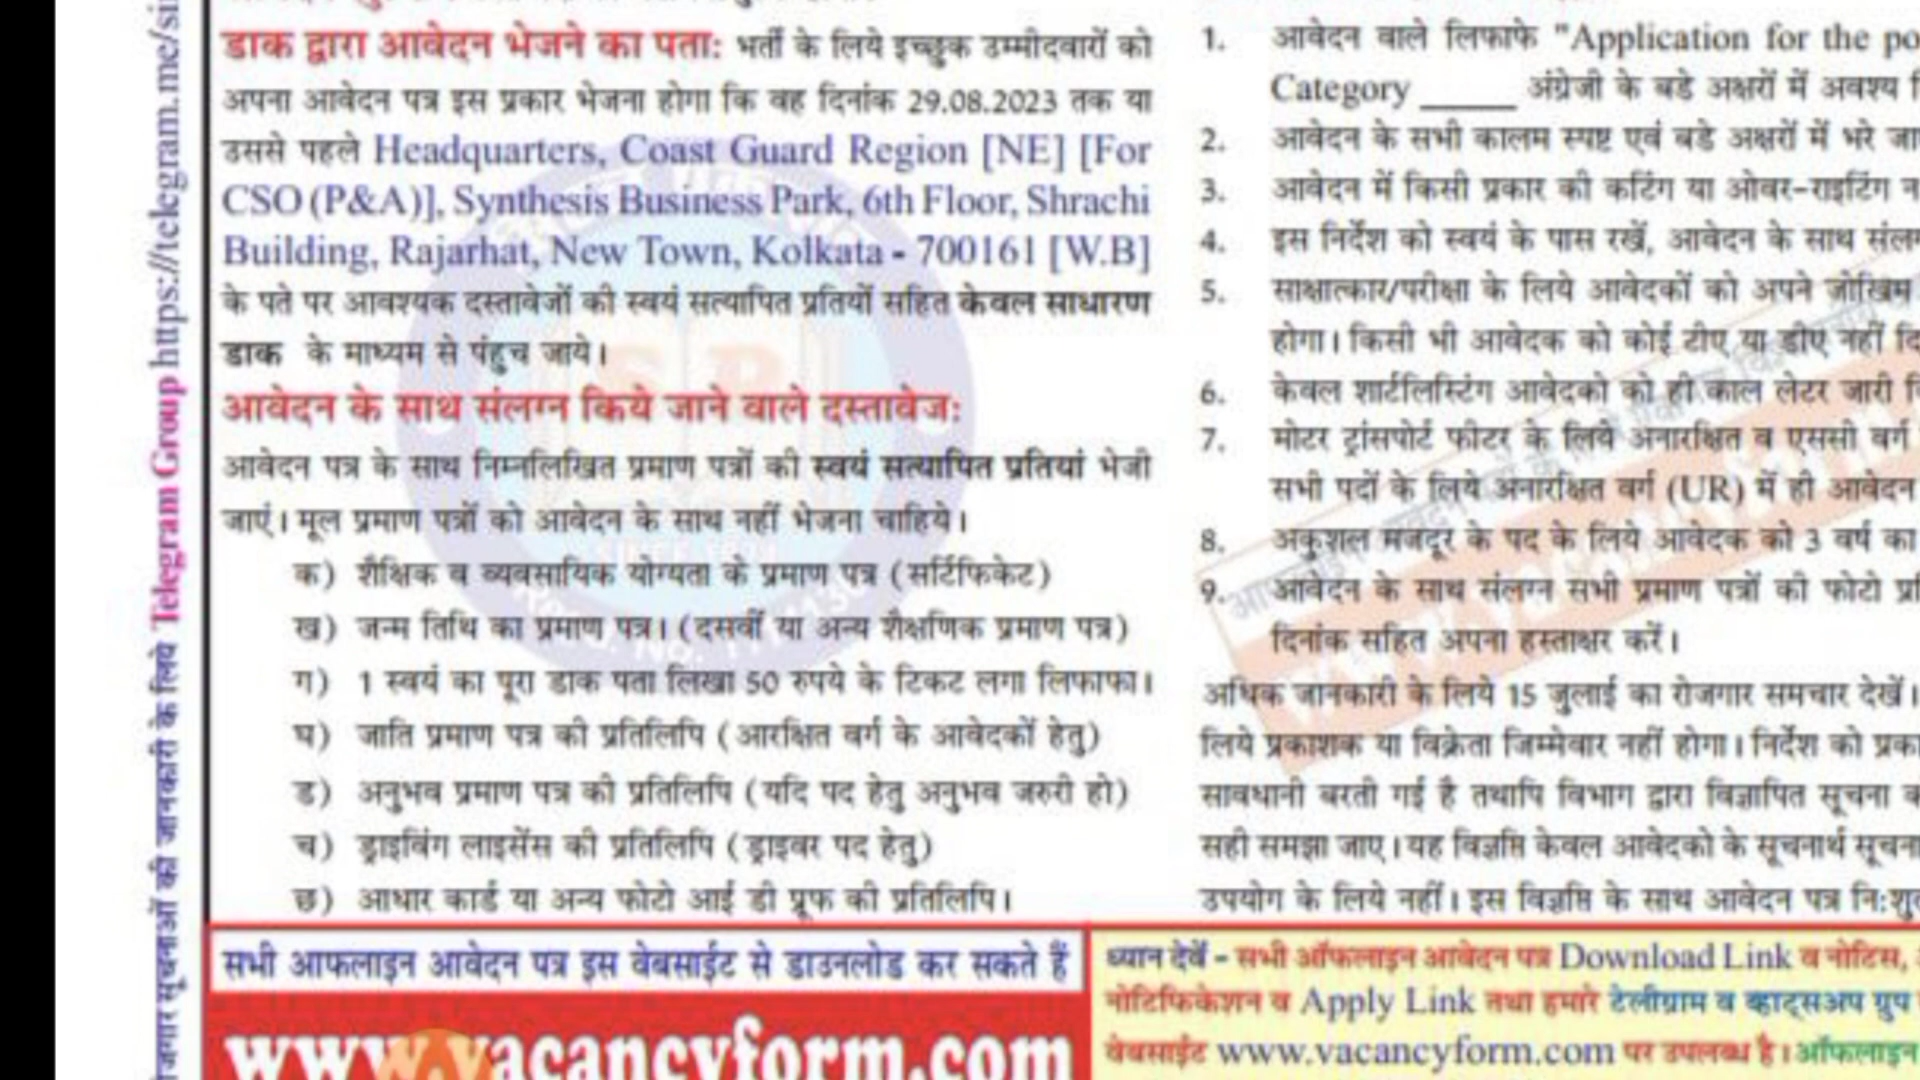 डाक द्वारा आवेदन भेजने का पता: भर्ती के लिये इच्छुक उम्मीदवारों को
अपना आवेदन पत्र इस प्रकार भेजना होगा कि वह दिनांक 29.08.2023 तक या
उससे पहले Headquarters, Coast Guard Region [NE] [For
CSO (P&A)], Synthesis Business Park, 6th Floor, Shrachi
Building, Rajarhat, New Town, Kolkata - 700161 [W.B]
के पते पर आवश्यक दस्तावेजों की स्वयं सत्यापित प्रतियों सहित केवल साधारण
डाक के माध्यम से पंहुच जाये।
आवेदन के साथ संलग्न किये जाने वाले दस्तावेज:
आवेदन पत्र के साथ निम्नलिखित प्रमाण पत्रों की स्वयं सत्यापित प्रतियां भेजी
जाएं। मूल प्रमाण पत्रों को आवेदन के साथ नहीं भेजना चाहिये।
क) शैक्षिक व व्यवसायिक योग्यता के प्रमाण पत्र (सर्टिफिकेट)
ख) जन्म तिथि का प्रमाण पत्र। (दसवीं या अन्य शैक्षणिक प्रमाण पत्र)
ग) 1 स्वयं का पूरा डाक पता लिखा 50 रुपये के टिकट लगा लिफाफा।
घ) जाति प्रमाण पत्र की प्रतिलिपि (आरक्षित वर्ग के आवेदकों हेतु)
ड) अनुभव प्रमाण पत्र की प्रतिलिपि (यदि पद हेतु अनुभव जरुरी हो)
च) ड्राइविंग लाइसेंस की प्रतिलिपि (ड्राइवर पद हेतु)
छ) आधार कार्ड या अन्य फोटो आई डी प्रूफ की प्रतिलिपि।
1. आवेदन वाले लिफाफे "Application for the po
Category _____ अंग्रेजी के बडे अक्षरों में अवश्य
2. आवेदन के सभी कालम स्पष्ट एवं बडे अक्षरों में भरे जा
3. आवेदन में किसी प्रकार की कटिंग या ओवर-राइटिंग न
4. इस निर्देश को स्वयं के पास रखें, आवेदन के साथ संलग्
5. साक्षात्कार/परीक्षा के लिये आवेदकों को अपने जोखिम
होगा। किसी भी आवेदक को कोई टीए या डीए नहीं दि
6. केवल शार्टलिस्टिंग आवेदको को ही काल लेटर जारी
7. मोटर ट्रांसपोर्ट फीटर के लिये अनारक्षित व एससी वर्ग
सभी पदों के लिये अनारक्षित वर्ग (UR) में ही आवेदन
8. अकुशल मजदूर के पद के लिये आवेदक को 3 वर्ष का
9. आवेदन के साथ संलग्न सभी प्रमाण पत्रों की फोटो प्रि
दिनांक सहित अपना हस्ताक्षर करें।
अधिक जानकारी के लिये 15 जुलाई का रोजगार समाचार देखें।
लिये प्रकाशक या विक्रेता जिम्मेवार नहीं होगा। निर्देश को प्रका
सावधानी बरती गई है तथापि विभाग द्वारा विज्ञापित सूचना क
सही समझा जाए। यह विज्ञप्ति केवल आवेदको के सूचनार्थ सूचना
उपयोग के लिये नहीं। इस विज्ञप्ति के साथ आवेदन पत्र नि:शु
सभी आफलाइन आवेदन पत्र इस वेबसाईट से डाउनलोड कर सकते हैं
www.vacancyform.com
ध्यान देवें - सभी ऑफलाइन आवेदन पत्र Download Link व नोटिस,
नोटिफिकेशन व Apply Link तथा हमारे टेलीग्राम व व्हाट्सअप ग्रुप
वेबसाईट www.vacancyform.com पर उपलब्ध है। ऑफलाइन
जगार सूचनाओं की जानकारी के लिये Telegram Group https://telegram.me/si